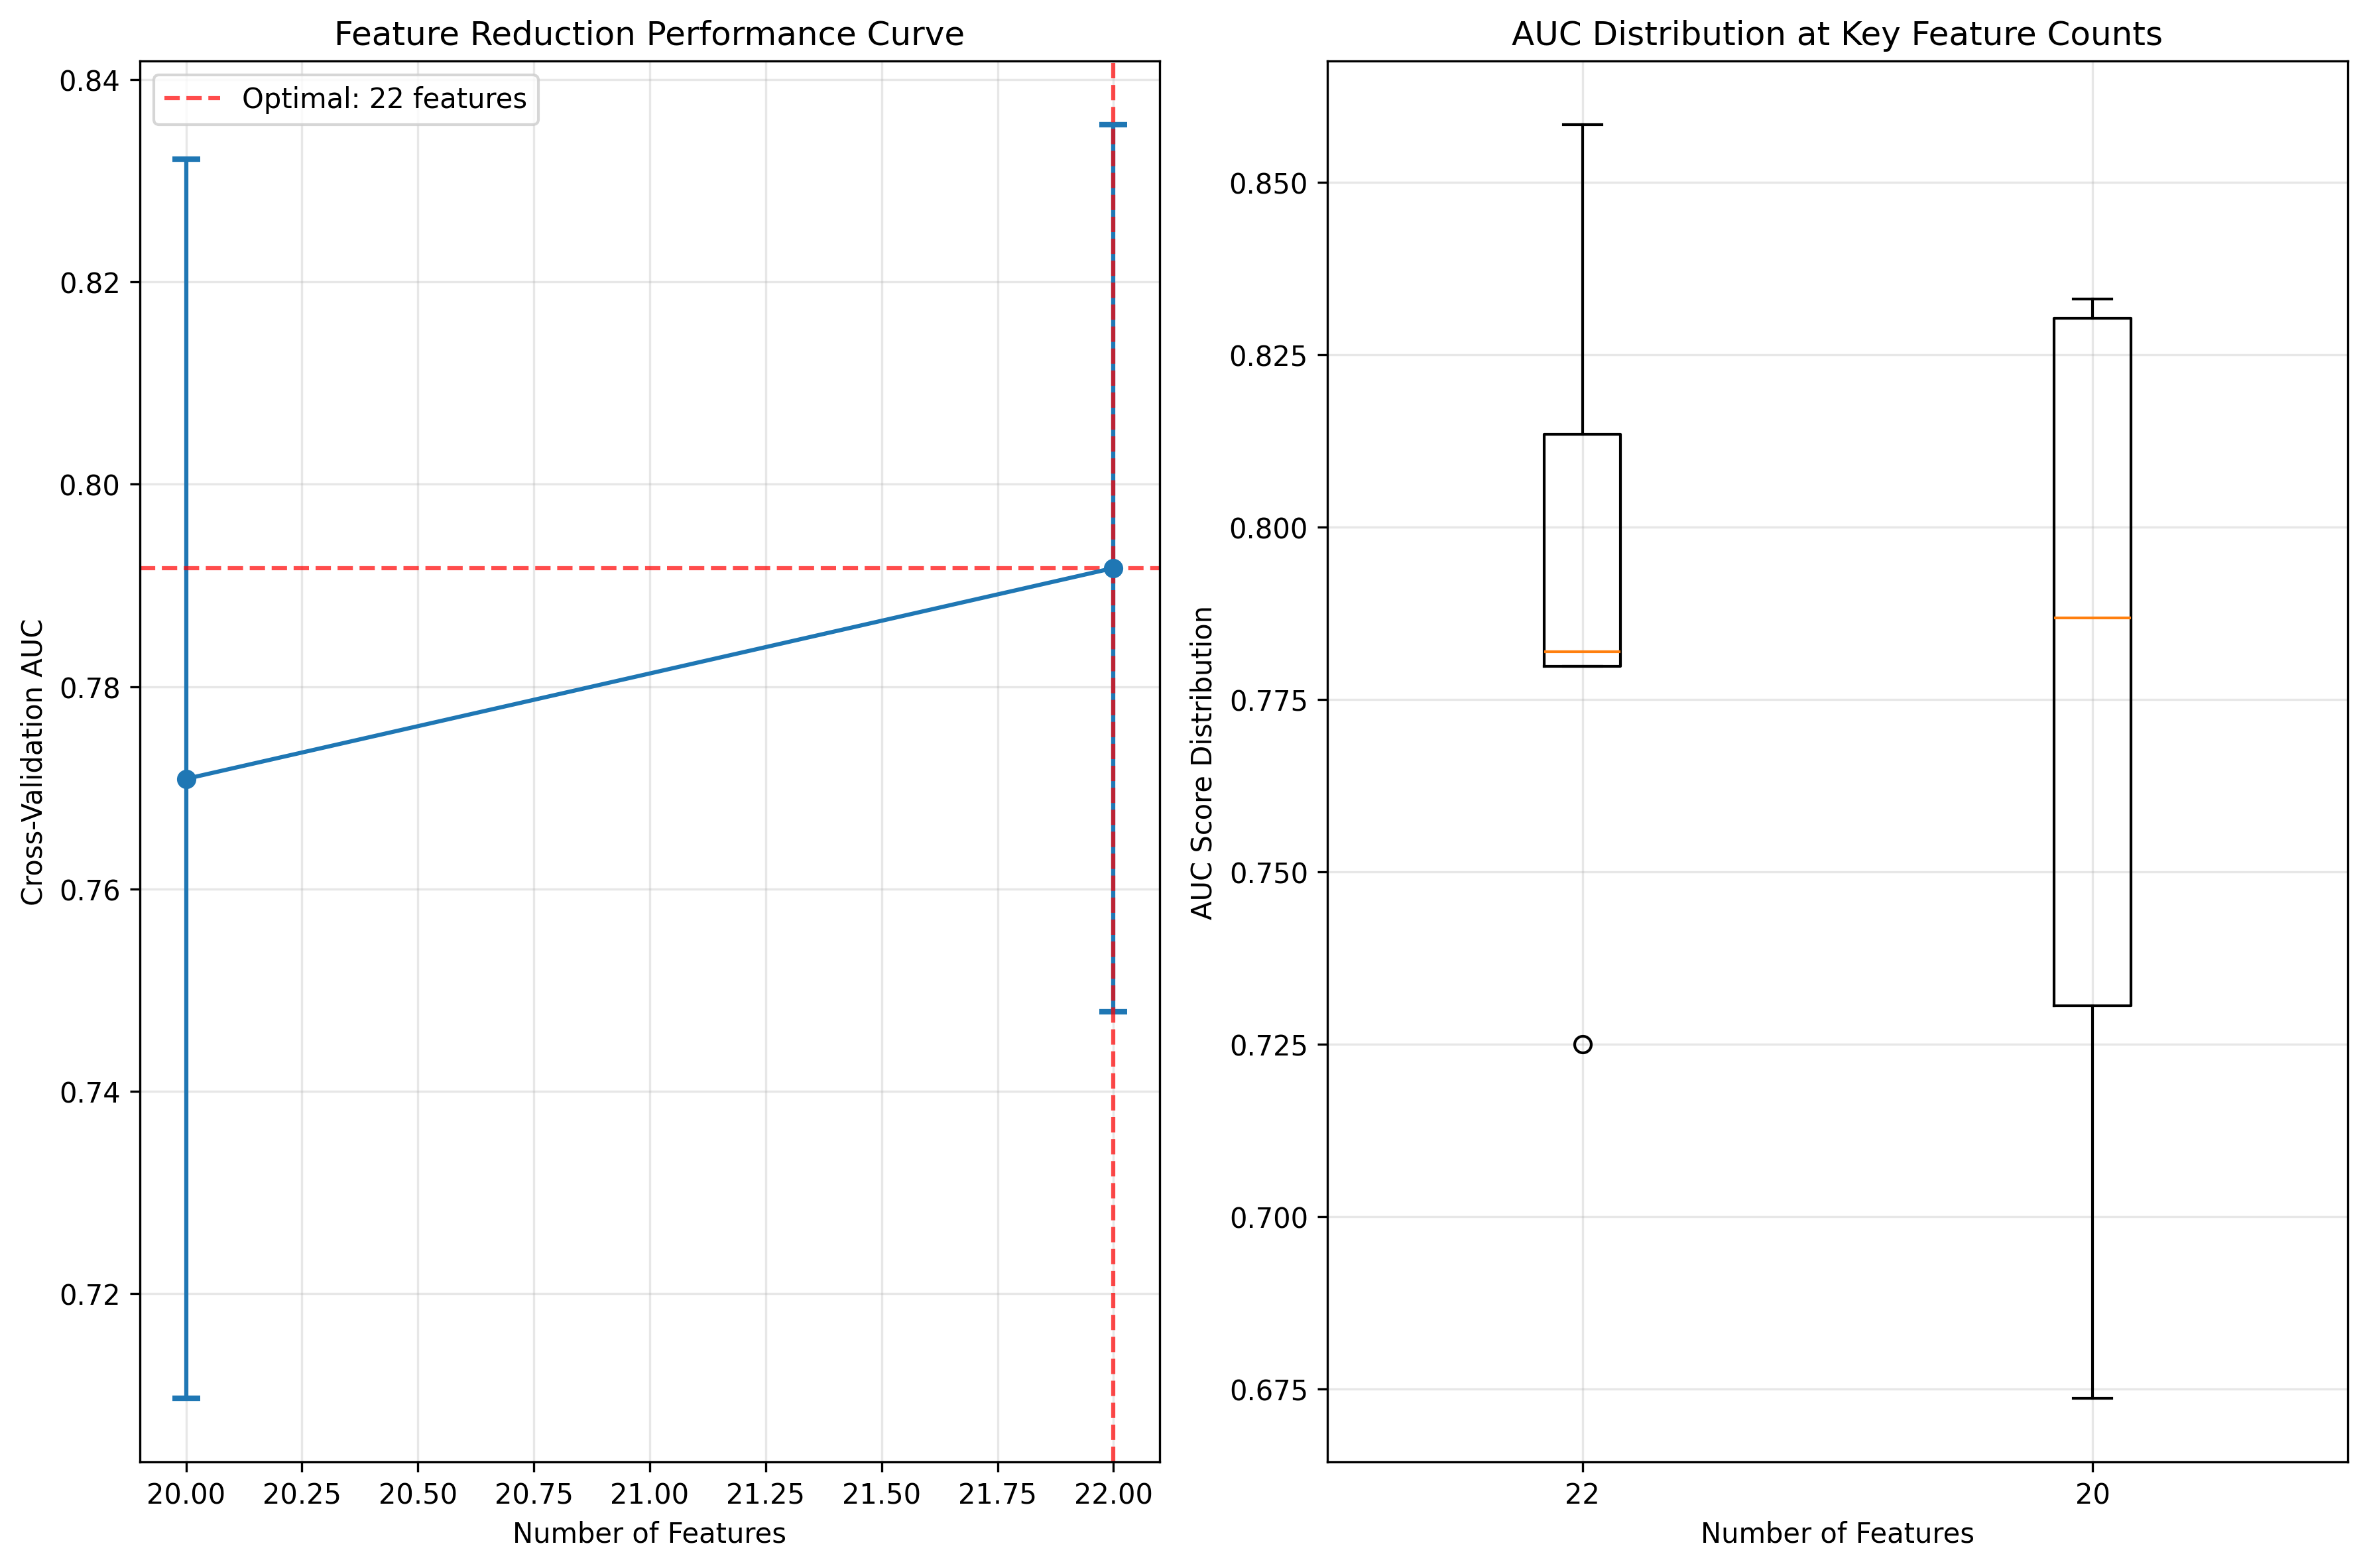 Feature Reduction Performance Curve
Optimal: 22 features
Cross-Validation AUC
0.84
0.82
0.80
0.78
0.76
0.74
0.72
20.00 20.25 20.50 20.75 21.00 21.25 21.50 21.75 22.00
Number of Features
AUC Distribution at Key Feature Counts
AUC Score Distribution
0.850
0.825
0.800
0.775
0.750
0.725
0.700
0.675
22 20
Number of Features